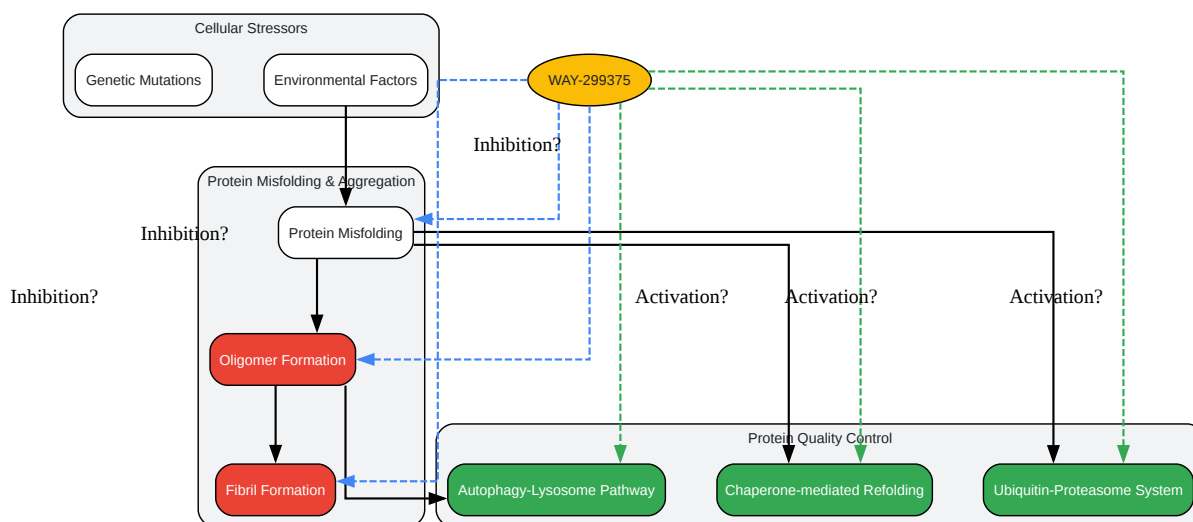 Cellular Stressors
Genetic Mutations
Environmental Factors
WAY-299375
Inhibition?
Protein Misfolding & Aggregation
Protein Misfolding
Inhibition?
Inhibition?
Activation?
Activation?
Activation?
Oligomer Formation
Protein Quality Control
Fibril Formation
Autophagy-Lysosome Pathway
Chaperone-mediated Refolding
Ubiquitin-Proteasome System